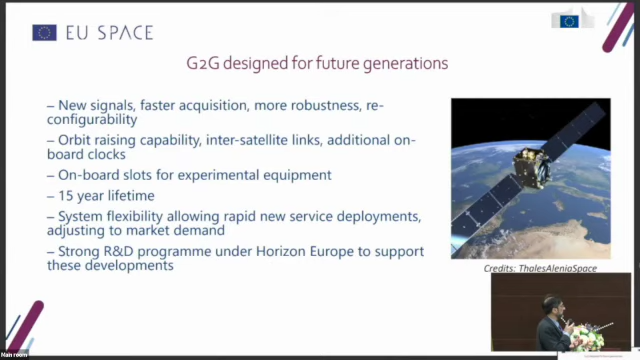 EU SPACE
G2G designed for future generations
– New signals, faster acquisition, more robustness, re-
configurability
– Orbit raising capability, inter-satellite links, additional on-
board clocks
– On-board slots for experimental equipment
– 15 year lifetime
– System flexibility allowing rapid new service deployments,
adjusting to market demand
– Strong R&D programme under Horizon Europe to support
these developments
Credits: ThalesAleniaSpace
Main room